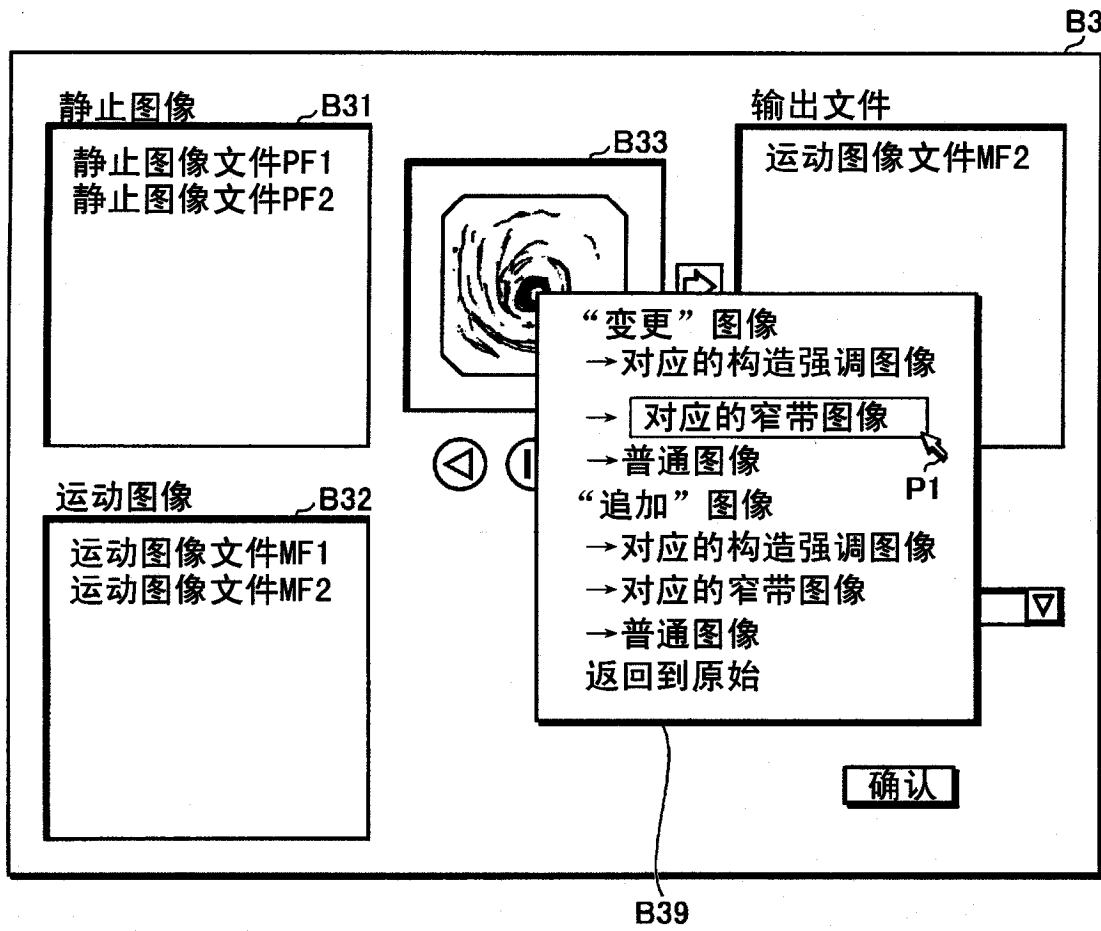 B3
静止图像
B31
静止图像文件PF1
静止图像文件PF2
B33
输出文件
运动图像文件MF2
“变更”图像
→对应的构造强调图像
→对应的窄带图像
→普通图像
P1
“追加”图像
→对应的构造强调图像
→对应的窄带图像
→普通图像
返回到原始
运动图像
B32
运动图像文件MF1
运动图像文件MF2
确认
B39